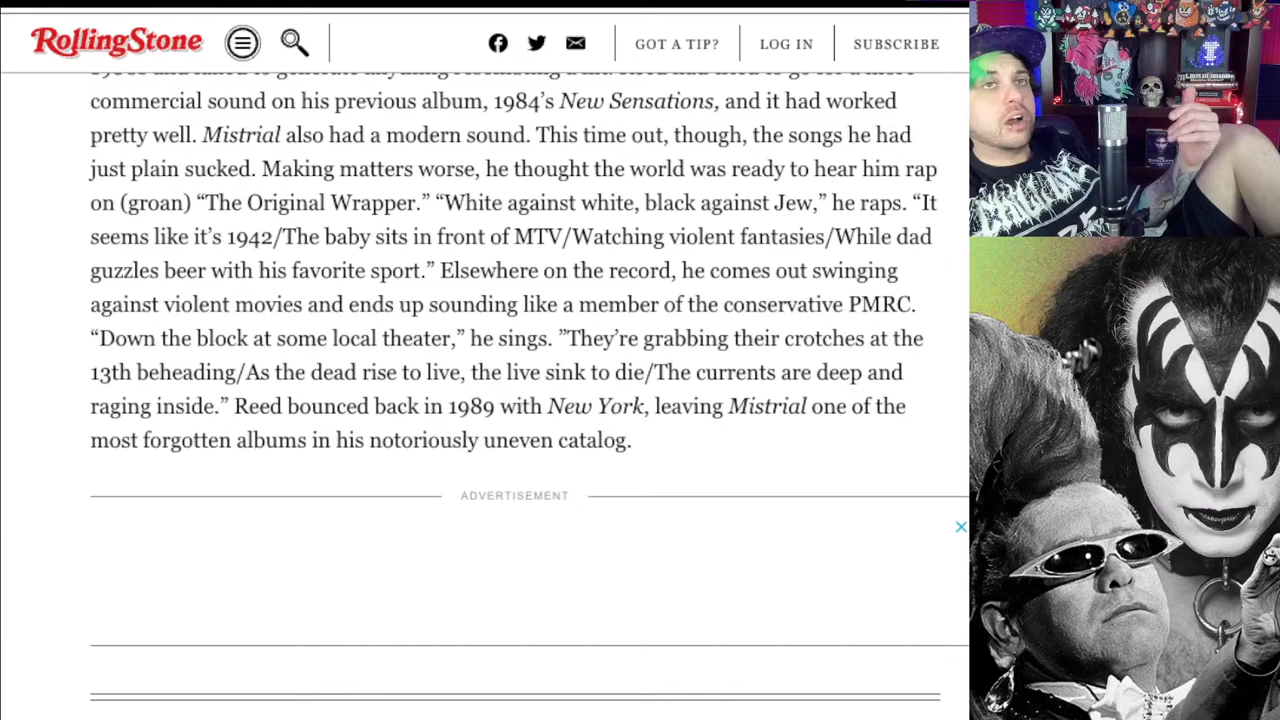 RollingStone
GOT A TIP?
LOG IN
SUBSCRIBE
commercial sound on his previous album, 1984’s New Sensations, and it had worked
pretty well. Mistrial also had a modern sound. This time out, though, the songs he had
just plain sucked. Making matters worse, he thought the world was ready to hear him rap
on (groan) “The Original Wrapper.” “White against white, black against Jew,” he raps. “It
seems like it’s 1942/The baby sits in front of MTV/Watching violent fantasies/While dad
guzzles beer with his favorite sport.” Elsewhere on the record, he comes out swinging
against violent movies and ends up sounding like a member of the conservative PMRC.
“Down the block at some local theater,” he sings. ”They’re grabbing their crotches at the
13th beheading/As the dead rise to live, the live sink to die/The currents are deep and
raging inside.” Reed bounced back in 1989 with New York, leaving Mistrial one of the
most forgotten albums in his notoriously uneven catalog.
ADVERTISEMENT